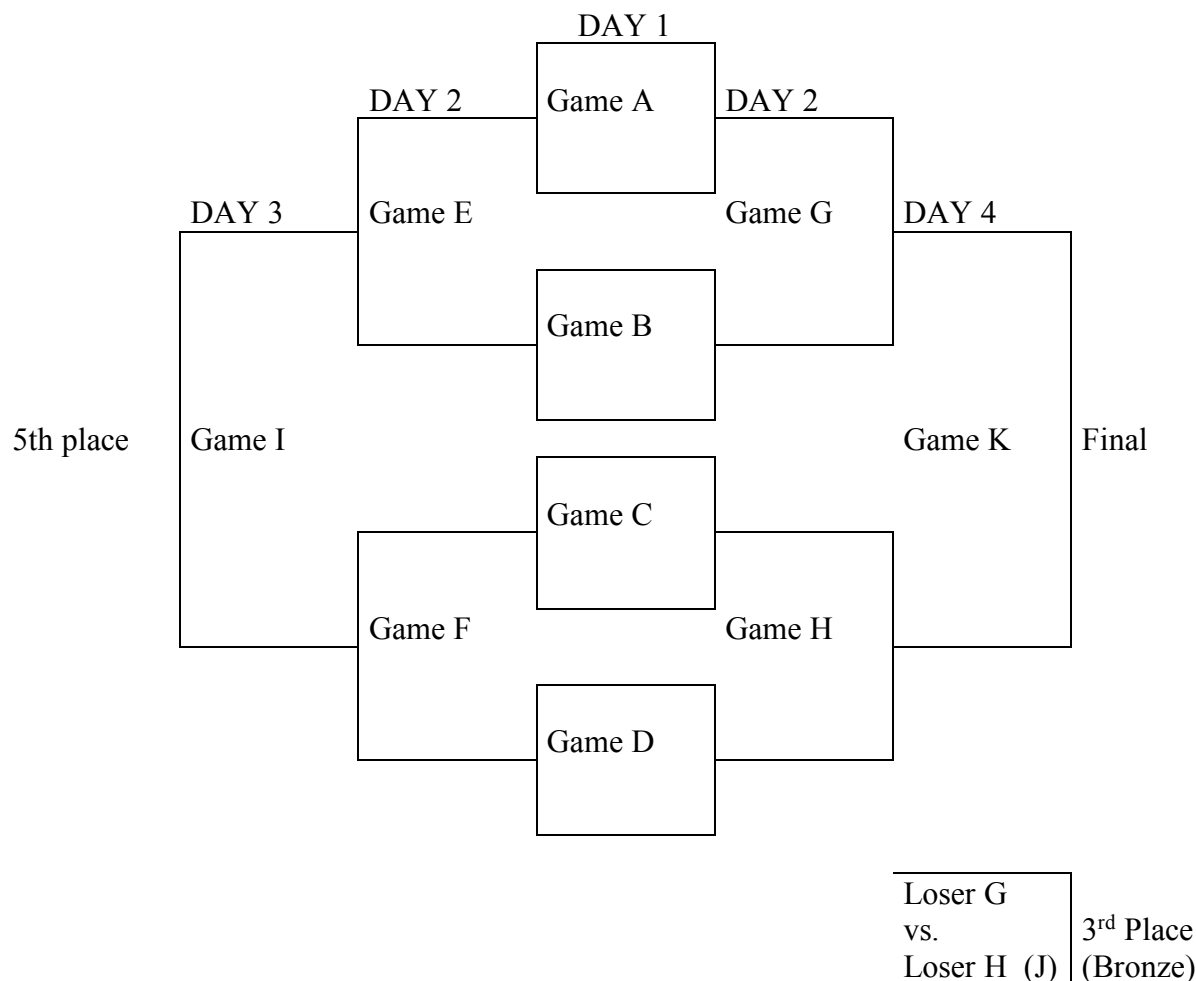 DAY 1
DAY 2
Game A
DAY 2
DAY 3
Game E
Game G
DAY 4
Game B
5th place
Game I
Game K
Final
Game C
Game F
Game H
Game D
Loser G
vs.
Loser H (J)
3rd Place
(Bronze)